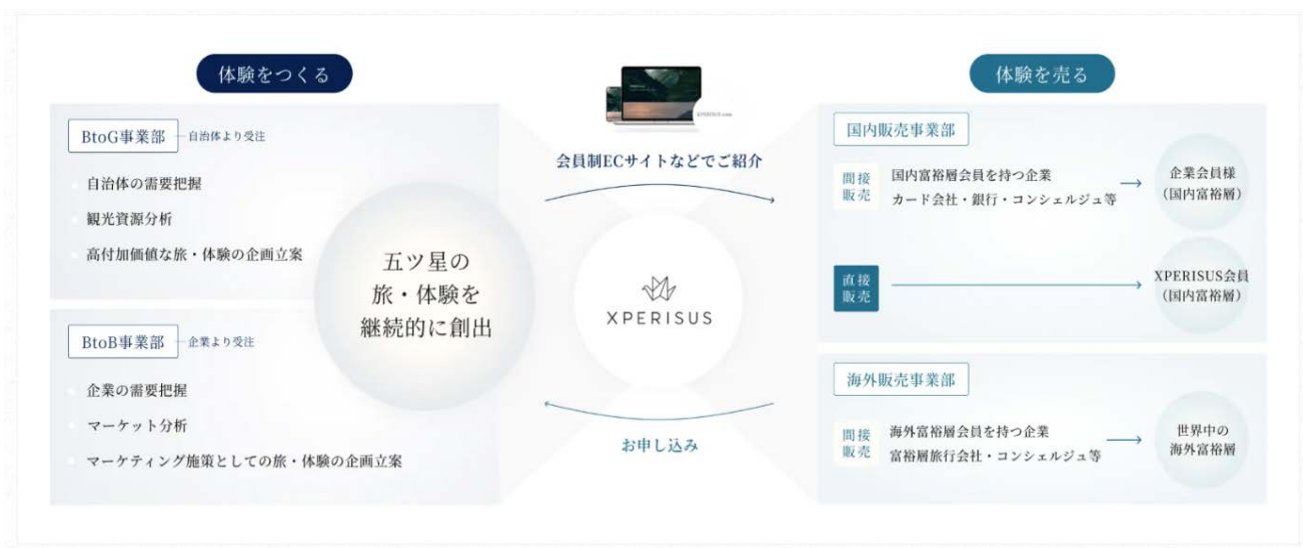 体験をつくる
BtoG事業部
自治体より受注
自治体の需要把握
観光資源分析
高付加価値な旅・体験の企画立案
BtoB事業部
企業より受注
企業の需要把握
マーケット分析
マーケティング施策としての旅・体験の企画立案
五ツ星の
旅・体験を
継続的に創出
XPERISUS.com
会員制ECサイトなどでご紹介
XPERISUS
お申し込み
体験を売る
国内販売事業部
間接
販売
国内富裕層会員を持つ企業
カード会社・銀行・コンシェルジュ等
企業会員様
(国内富裕層)
直接
販売
XPERISUS会員
(国内富裕層)
海外販売事業部
間接
販売
海外富裕層会員を持つ企業
富裕層旅行会社・コンシェルジュ等
世界中の
海外富裕層